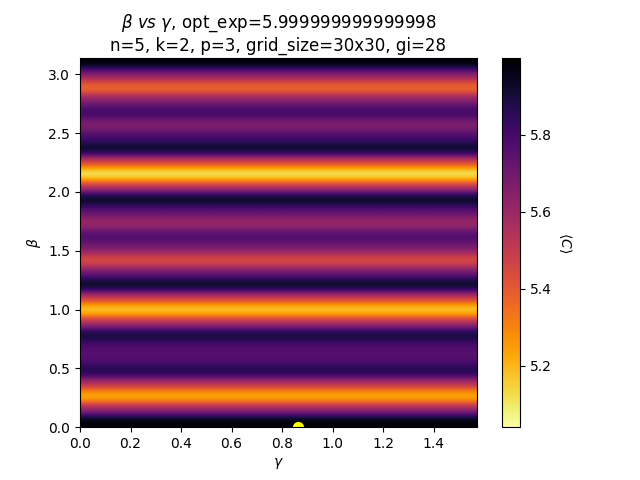 β vs γ, opt_exp=5.999999999999998
n=5, k=2, p=3, grid_size=30x30, gi=28
3.0
2.5
2.0
1.5
1.0
0.5
0.0
β
0.0 0.2 0.4 0.6 0.8 1.0 1.2 1.4
γ
5.8
5.6
5.4
5.2
⟨C⟩